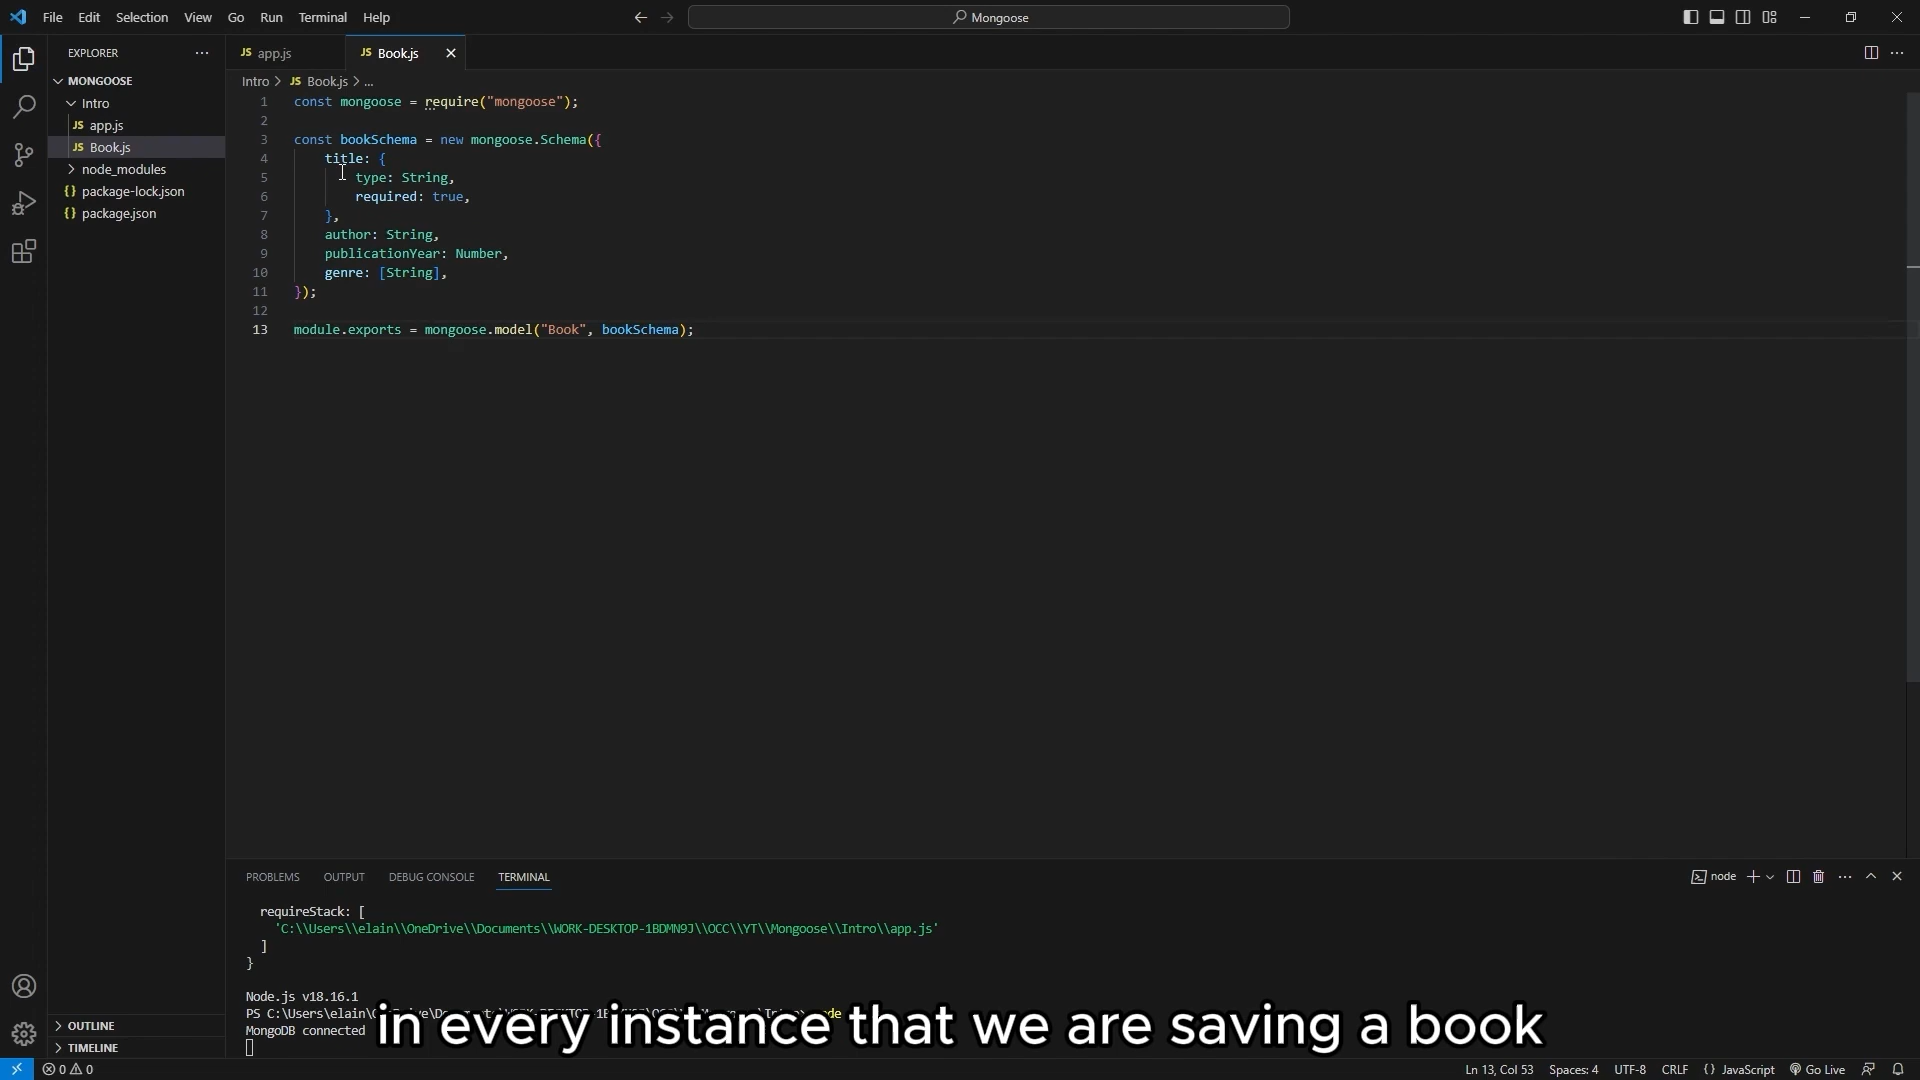 File Edit Selection View Go Run Terminal Help
Mongoose
EXPLORER
MONGOOSE
Intro
JS app.js
JS Book.js
node_modules
{} package-lock.json
{} package.json
OUTLINE
TIMELINE
JS app.js
JS Book.js
Intro > JS Book.js > ...
1 const mongoose = require("mongoose");
2
3 const bookSchema = new mongoose.Schema({
4 title: {
5 type: String,
6 required: true,
7 },
8 author: String,
9 publicationYear: Number,
10 genre: [String],
11 });
12
13 module.exports = mongoose.model("Book", bookSchema);
PROBLEMS OUTPUT DEBUG CONSOLE TERMINAL
node
requireStack: [
'C:\\Users\\elain\\OneDrive\\Documents\\WORK-DESKTOP-1BDMN9J\\OCC\\YT\\Mongoose\\Intro\\app.js'
]
}
Node.js v18.16.1
PS C:\Users\elain\
MongoDB connected
in every instance that we are saving a book
0 0
Ln 13, Col 53 Spaces: 4 UTF-8 CRLF {} JavaScript Go Live